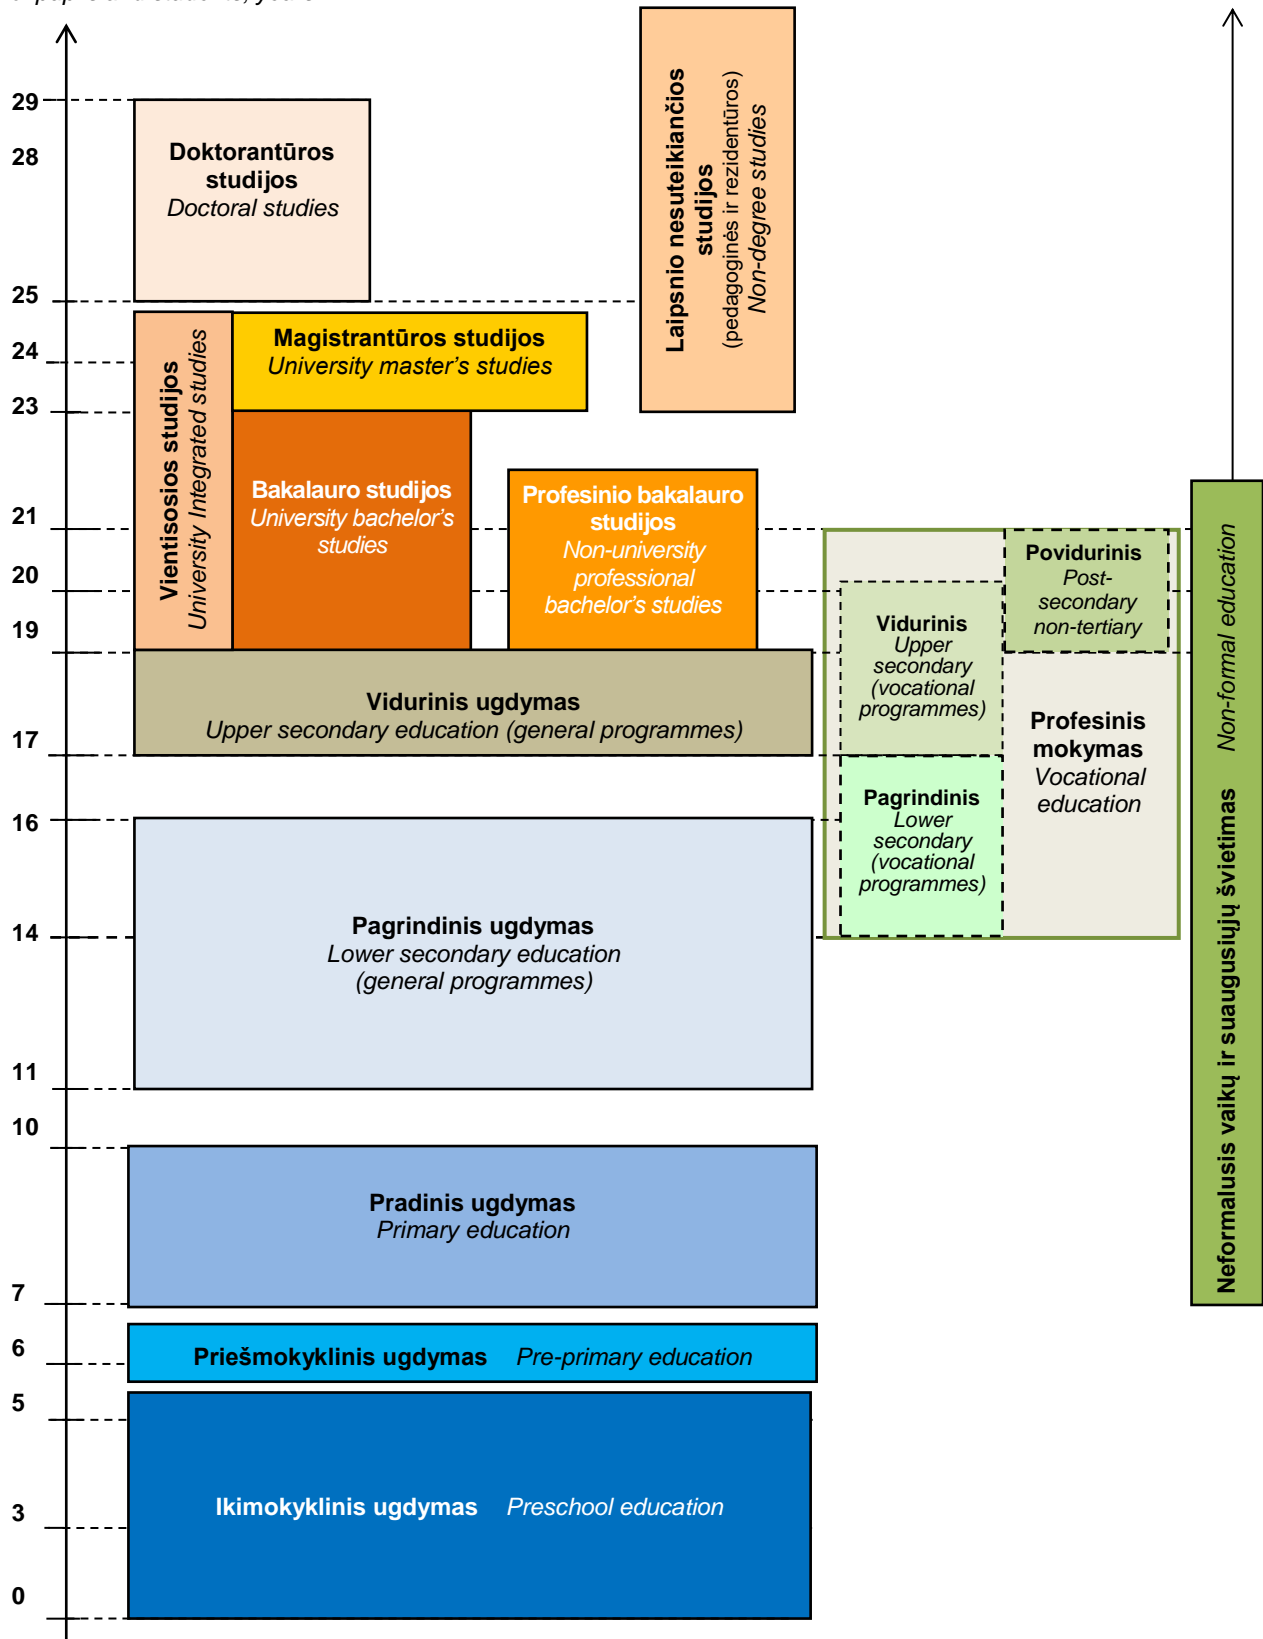 29
28
25
24
23
21
20
19
17
16
14
11
10
7
6
5
3
0
Doktorantūros
studijos
Doctoral studies
Laipsnio nesuteikiančios
studijos
(pedagoginės ir rezidentūros)
Non-degree studies
Vientisosios studijos
University Integrated studies
Magistrantūros studijos
University master's studies
Bakalauro studijos
University bachelor's
studies
Profesinio bakalauro
studijos
Non-university
professional
bachelor's studies
Vidurinis ugdymas
Upper secondary education (general programmes)
Povidurinis
Post-
secondary
non-tertiary
Vidurinis
Upper
secondary
(vocational
programmes)
Profesinis
mokymas
Vocational
education
Pagrindinis
Lower
secondary
(vocational
programmes)
Neformalusis vaikų ir suaugusiųjų švietimas Non-formal education
Pagrindinis ugdymas
Lower secondary education
(general programmes)
Pradinis ugdymas
Primary education
Priešmokyklinis ugdymas Pre-primary education
Ikimokyklinis ugdymas Preschool education